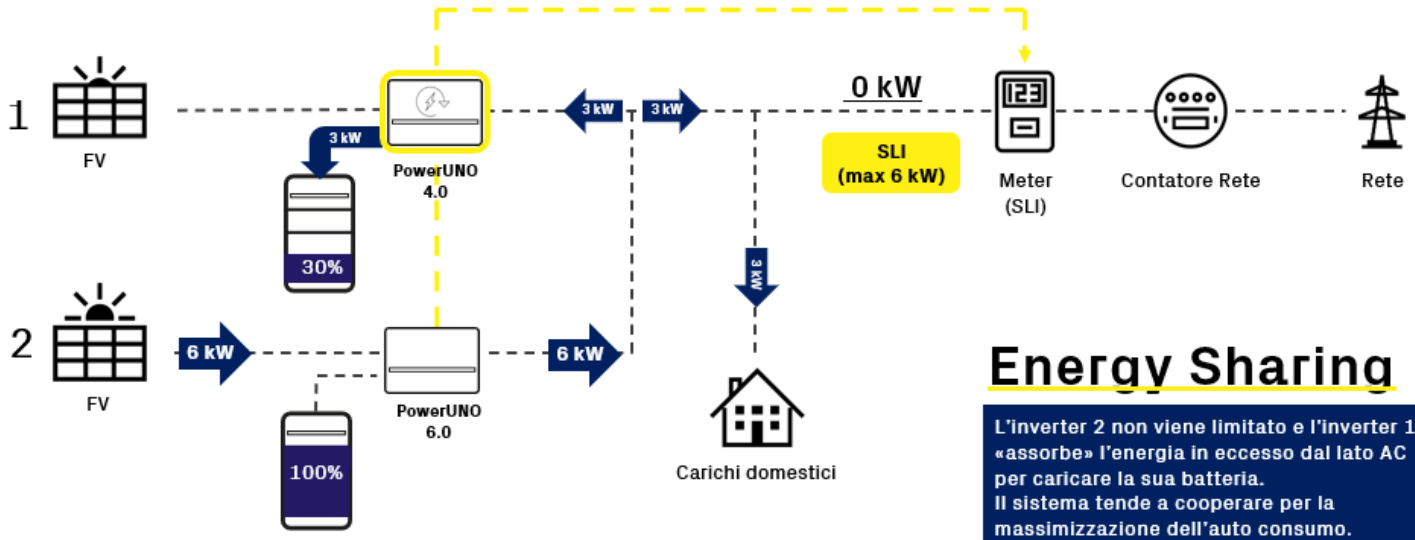 1
FV
3 kW
PowerUNO
4.0
3 kW
3 kW
0 kW
SLI
(max 6 kW)
123
Meter
(SLI)
Contatore Rete
Rete
30%
3 kW
2
6 kW
FV
PowerUNO
6.0
6 kW
100%
Carichi domestici
Energy Sharing
L'inverter 2 non viene limitato e l'inverter 1
«assorbe» l'energia in eccesso dal lato AC
per caricare la sua batteria.
Il sistema tende a cooperare per la
massimizzazione dell'auto consumo.